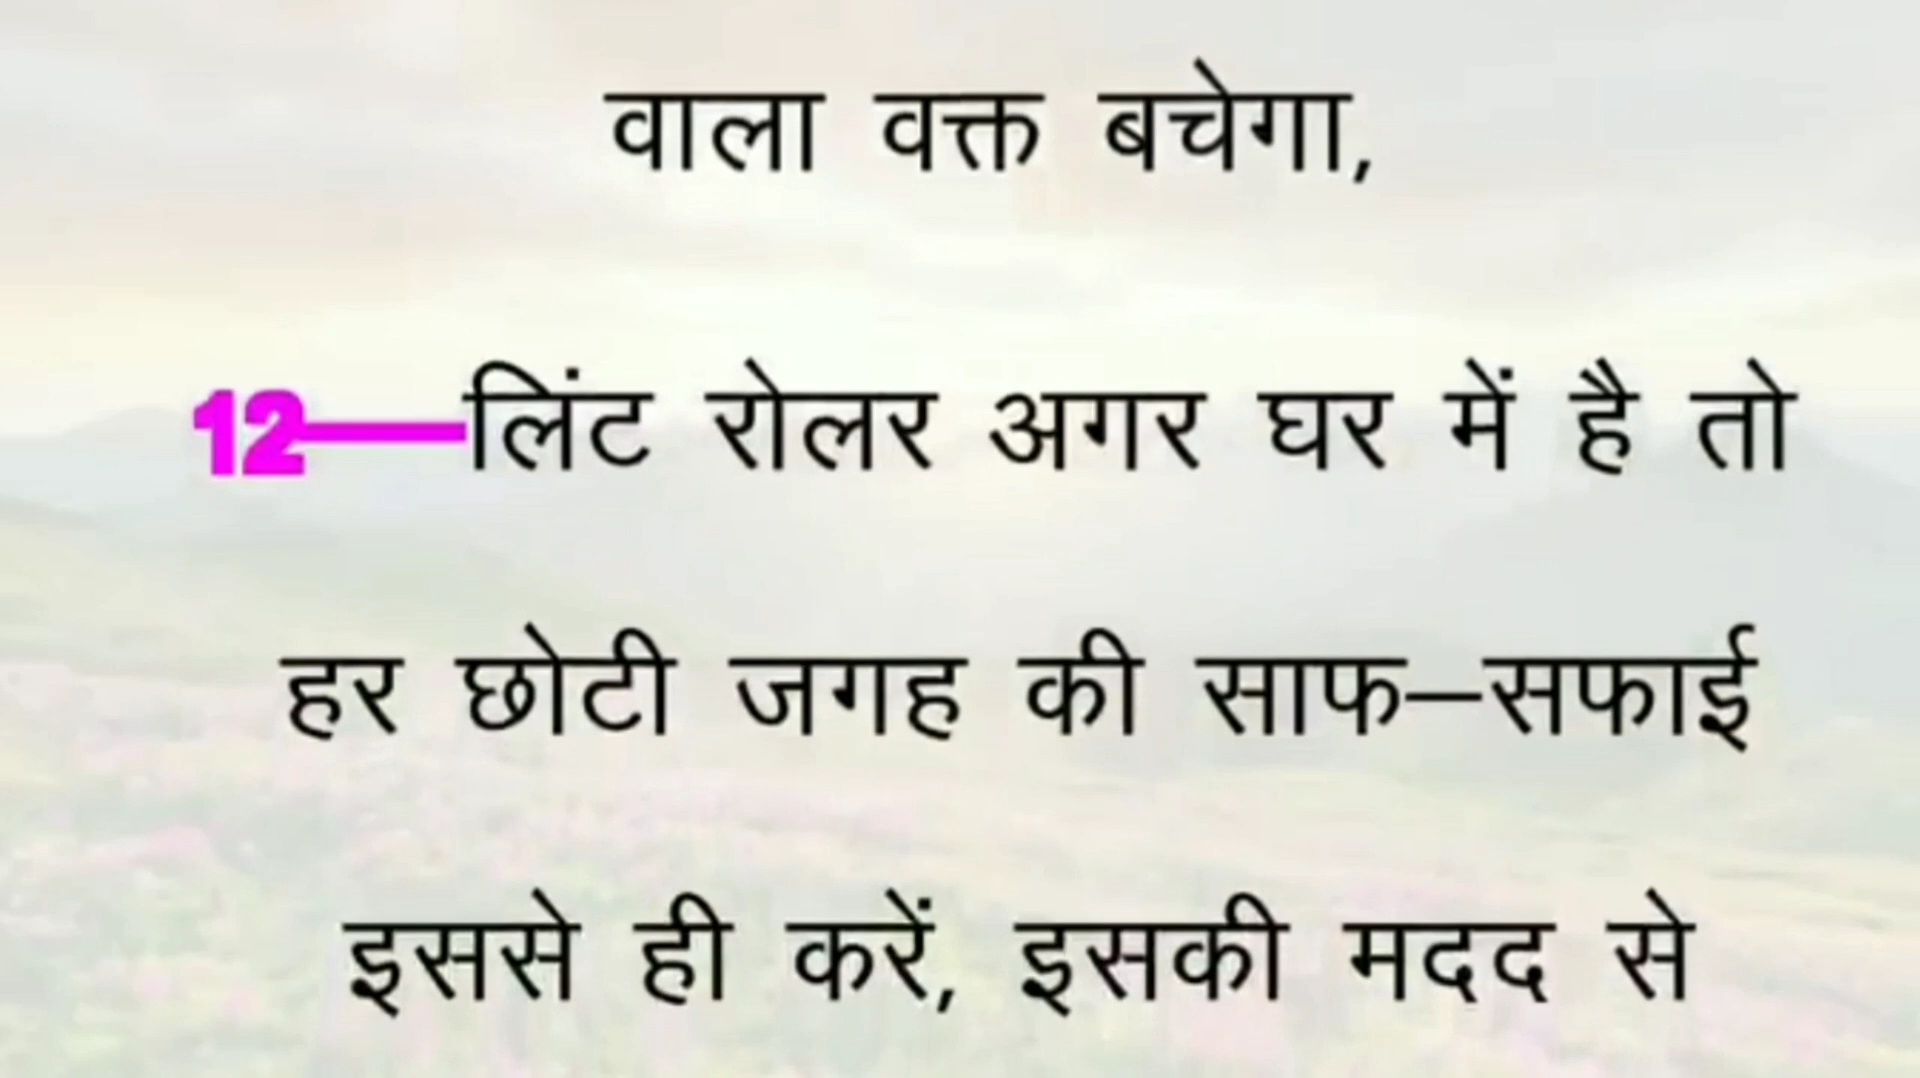 वाला वक्त बचेगा,
12—लिंट रोलर अगर घर में है तो
हर छोटी जगह की साफ–सफाई
इससे ही करें, इसकी मदद से